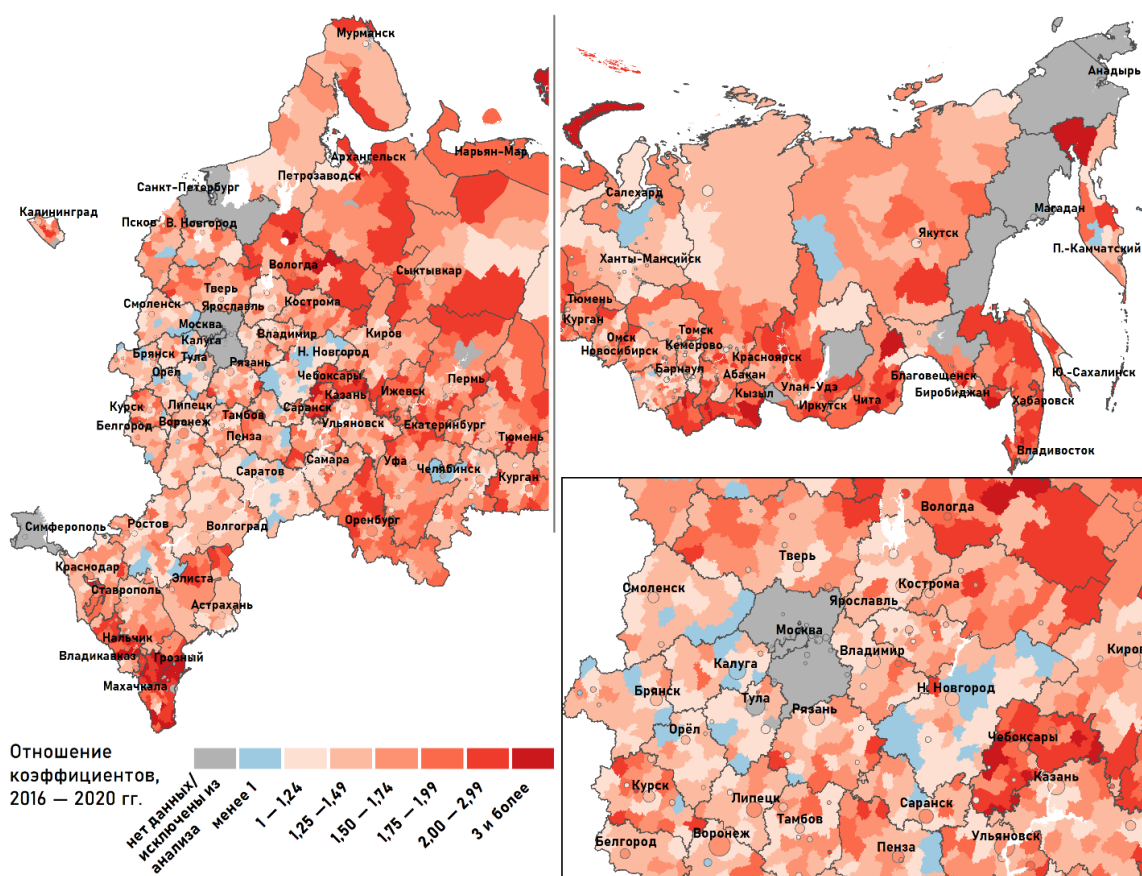 Мурманск
Архангельск
Нарьян-Мар
Петрозаводск
Санкт-Петербург
Калининград
Псков
В. Новгород
Вологда
Сыктывкар
Тверь
Смоленск
Ярославль
Кострома
Москва
Калуга
Владимир
Киров
Брянск
Тула
Рязань
Н. Новгород
Орёл
Чебоксары
Пермь
Казань
Ижевск
Курск
Липецк
Саранск
Белгород
Воронеж
Тамбов
Ульяновск
Екатеринбург
Пенза
Тюмень
Самара
Уфа
Челябинск
Саратов
Курган
Симферополь
Ростов
Волгоград
Оренбург
Краснодар
Элиста
Ставрополь
Астрахань
Нальчик
Владикавказ
Грозный
Махачкала
Отношение
коэффициентов,
2016 — 2020 гг.
нет данных/
исключены из
анализа
менее 1
1 — 1,24
1,25 —1,49
1,50 — 1,74
1,75 — 1,99
2,00 — 2,99
3 и более
Анадырь
Салехард
Магадан
Якутск
П.-Камчатский
Ханты-Мансийск
Тюмень
Курган
Томск
Омск
Кемерово
Новосибирск
Красноярск
Абакан
Барнаул
Кызыл
Улан-Удэ
Иркутск
Чита
Благовещенск
Биробиджан
Ю.-Сахалинск
Хабаровск
Владивосток
Вологда
Тверь
Смоленск
Кострома
Ярославль
Москва
Владимир
Киров
Калуга
Брянск
Тула
Н. Новгород
Рязань
Орёл
Чебоксары
Казань
Курск
Липецк
Саранск
Тамбов
Белгород
Воронеж
Ульяновск
Пенза